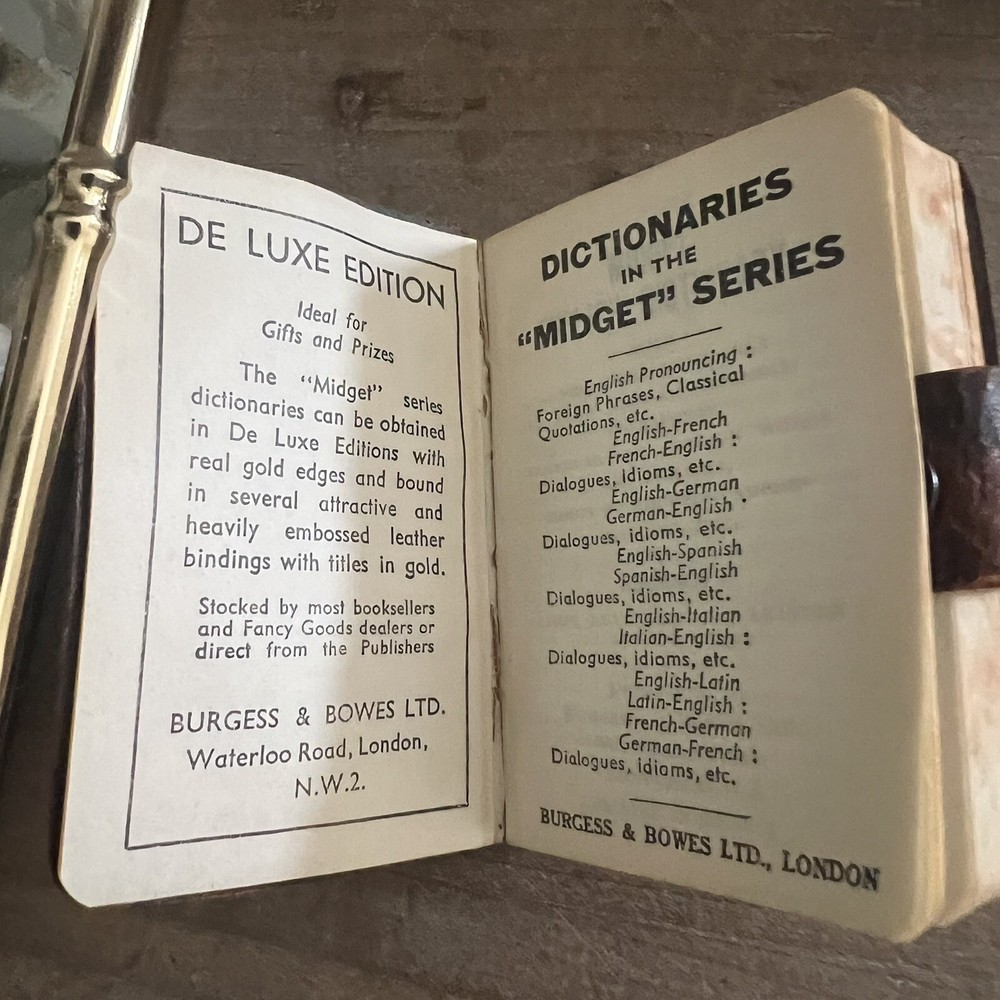 DE LUXE EDITION
Ideal for
Gifts and Prizes
The "Midget" series
dictionaries can be obtained
in De Luxe Editions with
real gold edges and bound
in several attractive and
heavily embossed leather
bindings with titles in gold.
Stocked by most booksellers
and Fancy Goods dealers or
direct from the Publishers
BURGESS & BOWES LTD.
Waterloo Road, London,
N.W.2.
DICTIONARIES
IN THE
"MIDGET" SERIES
English Pronouncing :
Foreign Phrases, Classical
Quotations, etc.
English-French
French-English :
Dialogues, idioms, etc.
English-German
German-English :
Dialogues, idioms, etc.
English-Spanish
Spanish-English
Dialogues, idioms, etc.
English-Italian
Italian-English :
Dialogues, idioms, etc.
English-Latin
Latin-English :
French-German
German-French :
Dialogues, idioms, etc.
BURGESS & BOWES LTD., LONDON